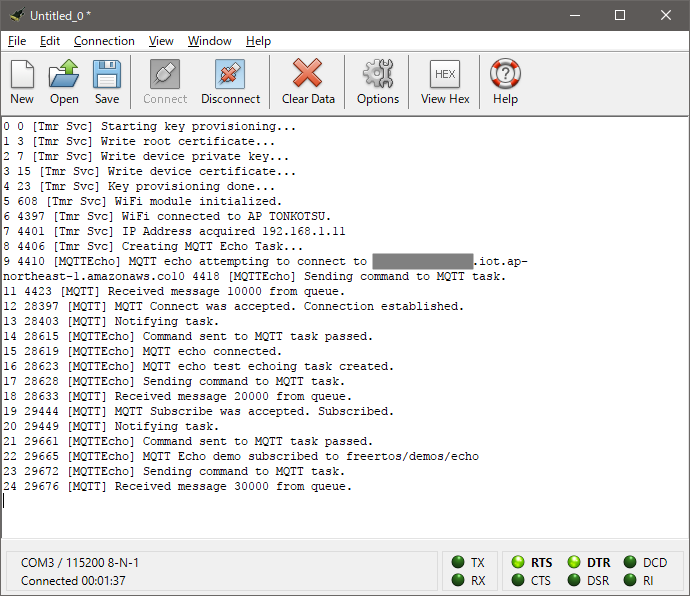 Untitled_0 *
File Edit Connection View Window Help
HEX
New Open Save Connect Disconnect Clear Data Options View Hex Help
0 0 [Tmr Svc] Starting key provisioning...
1 3 [Tmr Svc] Write root certificate...
2 7 [Tmr Svc] Write device private key...
3 15 [Tmr Svc] Write device certificate...
4 23 [Tmr Svc] Key provisioning done...
5 608 [Tmr Svc] WiFi module initialized.
6 4397 [Tmr Svc] WiFi connected to AP TONKOTSU.
7 4401 [Tmr Svc] IP Address acquired 192.168.1.11
8 4406 [Tmr Svc] Creating MQTT Echo Task...
9 4410 [MQTTEcho] MQTT echo attempting to connect to .iot.ap-
northeast-1.amazonaws.co10 4418 [MQTTEcho] Sending command to MQTT task.
11 4423 [MQTT] Received message 10000 from queue.
12 28397 [MQTT] MQTT Connect was accepted. Connection established.
13 28403 [MQTT] Notifying task.
14 28615 [MQTTEcho] Command sent to MQTT task passed.
15 28619 [MQTTEcho] MQTT echo connected.
16 28623 [MQTTEcho] MQTT echo test echoing task created.
17 28628 [MQTTEcho] Sending command to MQTT task.
18 28633 [MQTT] Received message 20000 from queue.
19 29444 [MQTT] MQTT Subscribe was accepted. Subscribed.
20 29449 [MQTT] Notifying task.
21 29661 [MQTTEcho] Command sent to MQTT task passed.
22 29665 [MQTTEcho] MQTT Echo demo subscribed to freertos/demos/echo
23 29672 [MQTTEcho] Sending command to MQTT task.
24 29676 [MQTT] Received message 30000 from queue.
COM3 / 115200 8-N-1 TX RTS DTR DCD
Connected 00:01:37 RX CTS DSR RI